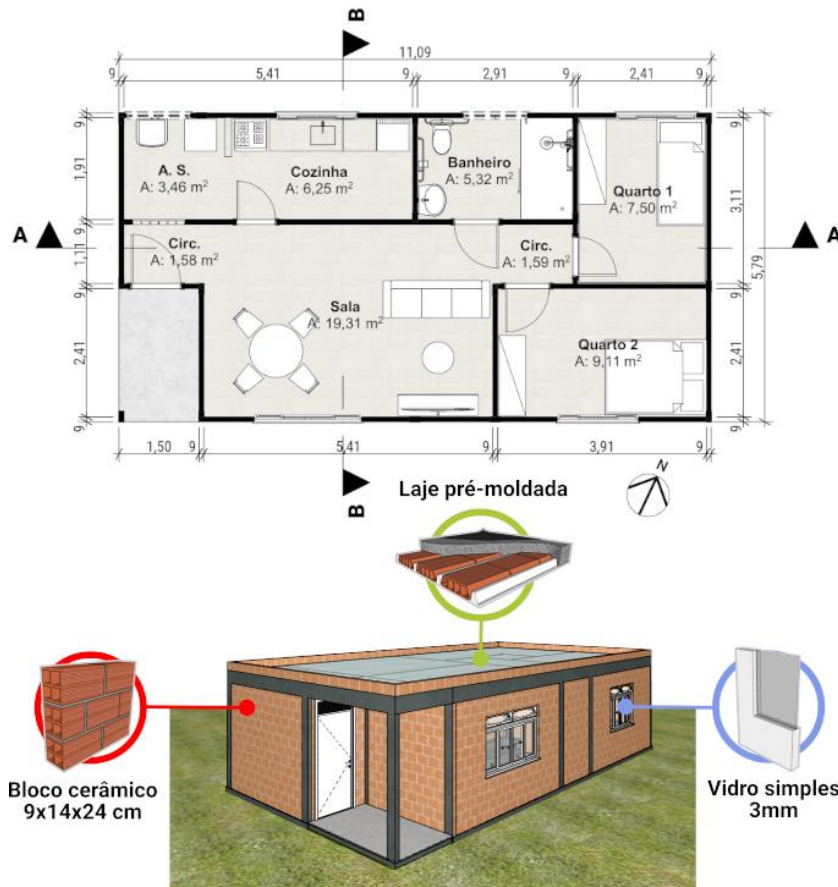 B
11,09
9 5,41 9 2,91 9 2,41 9
9 1,91 9 1,11 9 2,41 9
A. S.
A: 3,46 m²
Cozinha
A: 6,25 m²
Banheiro
A: 5,32 m²
Quarto 1
A: 7,50 m²
9 3,11 9 2,41 9
5,79
A
A
Circ.
A: 1,58 m²
Circ.
A: 1,59 m²
Sala
A: 19,31 m²
Quarto 2
A: 9,11 m²
1,50 9 5,41 9 3,91 9
B
N
Laje pré-moldada
Bloco cerâmico
9x14x24 cm
Vidro simples
3mm